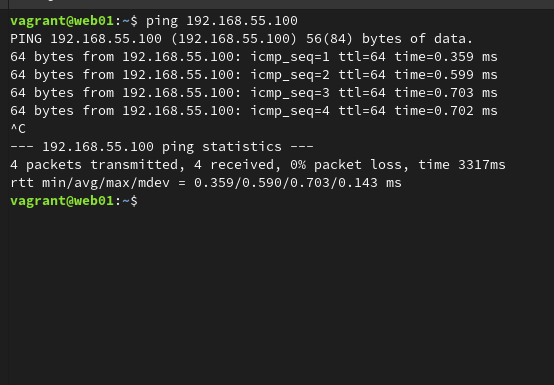 vagrant@web01:~$ ping 192.168.55.100
PING 192.168.55.100 (192.168.55.100) 56(84) bytes of data.
64 bytes from 192.168.55.100: icmp_seq=1 ttl=64 time=0.359 ms
64 bytes from 192.168.55.100: icmp_seq=2 ttl=64 time=0.599 ms
64 bytes from 192.168.55.100: icmp_seq=3 ttl=64 time=0.703 ms
64 bytes from 192.168.55.100: icmp_seq=4 ttl=64 time=0.702 ms
^C
--- 192.168.55.100 ping statistics ---
4 packets transmitted, 4 received, 0% packet loss, time 3317ms
rtt min/avg/max/mdev = 0.359/0.590/0.703/0.143 ms
vagrant@web01:~$